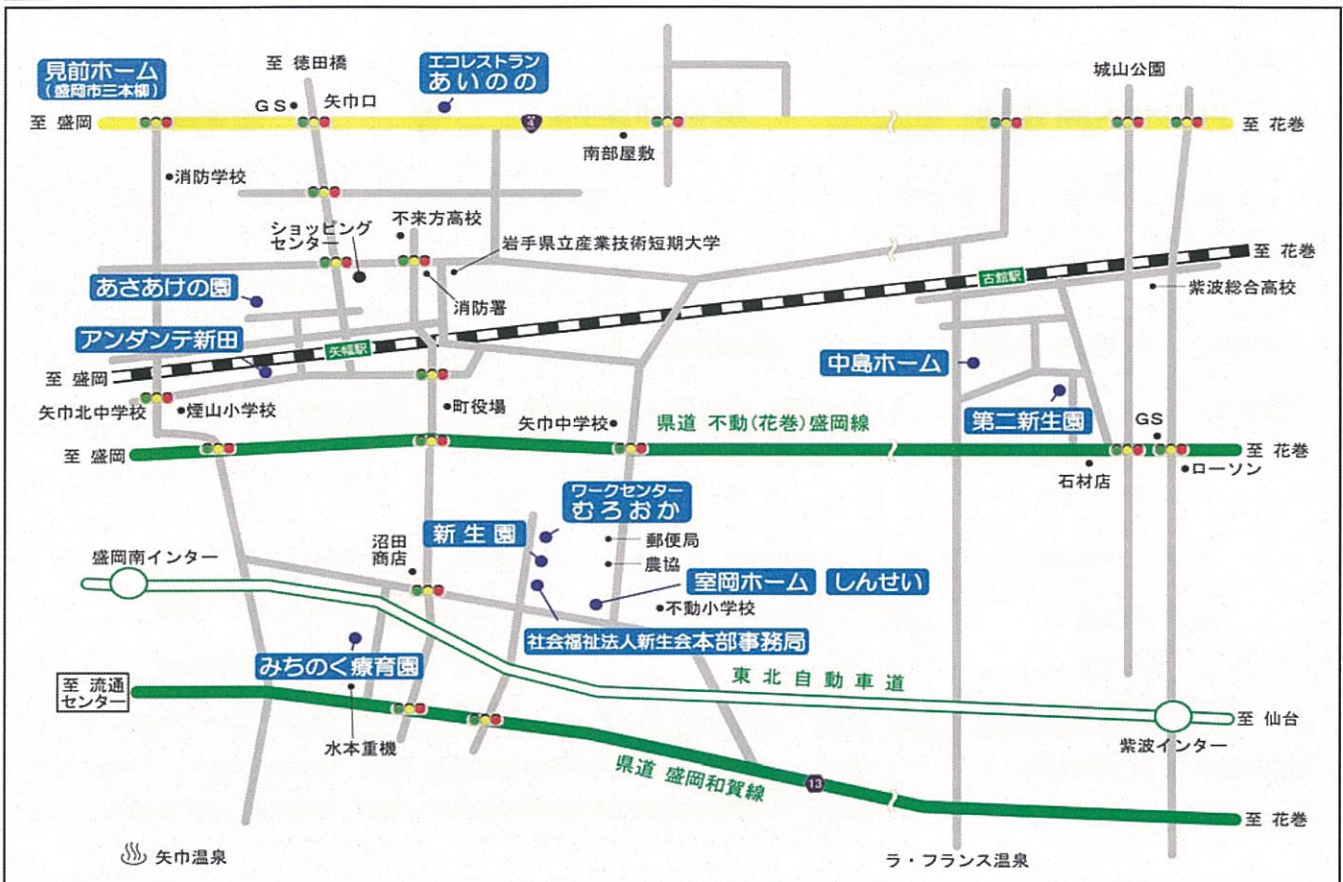 見前ホーム
(盛岡市三本柳)
至 徳田橋
GS
矢巾口
エコレストラン
あいのの
城山公園
至 盛岡
4
至 花巻
南部屋敷
消防学校
ショッピング
センター
不来方高校
岩手県立産業技術短期大学
消防署
あさあけの園
アンダンテ新田
矢幅駅
古館駅
至 花巻
紫波総合高校
至 盛岡
矢巾北中学校
煙山小学校
町役場
矢巾中学校
県道 不動(花巻)盛岡線
中島ホーム
第二新生園
GS
至 盛岡
至 花巻
石材店
ローソン
ワークセンター
むろおか
新生園
沼田
商店
郵便局
農協
盛岡南インター
室岡ホーム
しんせい
不動小学校
社会福祉法人新生会本部事務局
みちのく療育園
東北自動車道
至 流通
センター
至 仙台
水本重機
紫波インター
県道 盛岡和賀線
13
至 花巻
矢巾温泉
ラ・フランス温泉